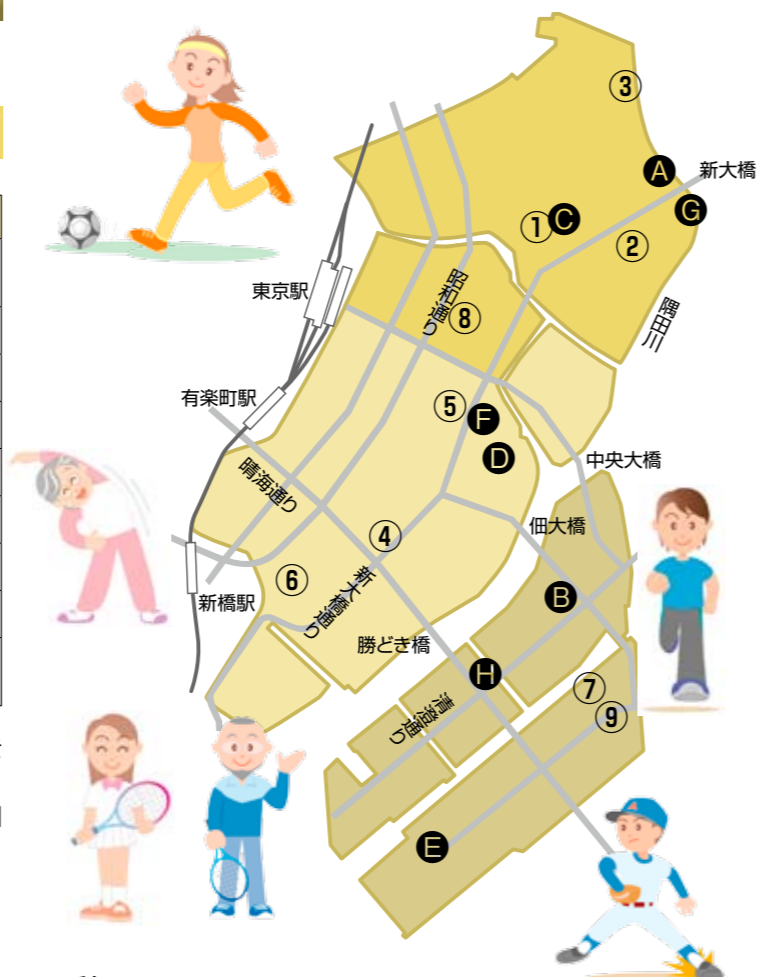 ③
A
新大橋
G
①
C
②
東京駅
昭和通り
⑧
隅田川
有楽町駅
⑤
F
D
晴海通り
中央大橋
佃大橋
④
⑥
新大橋通り
新橋駅
B
勝どき橋
H
清澄通り
⑦
⑨
E